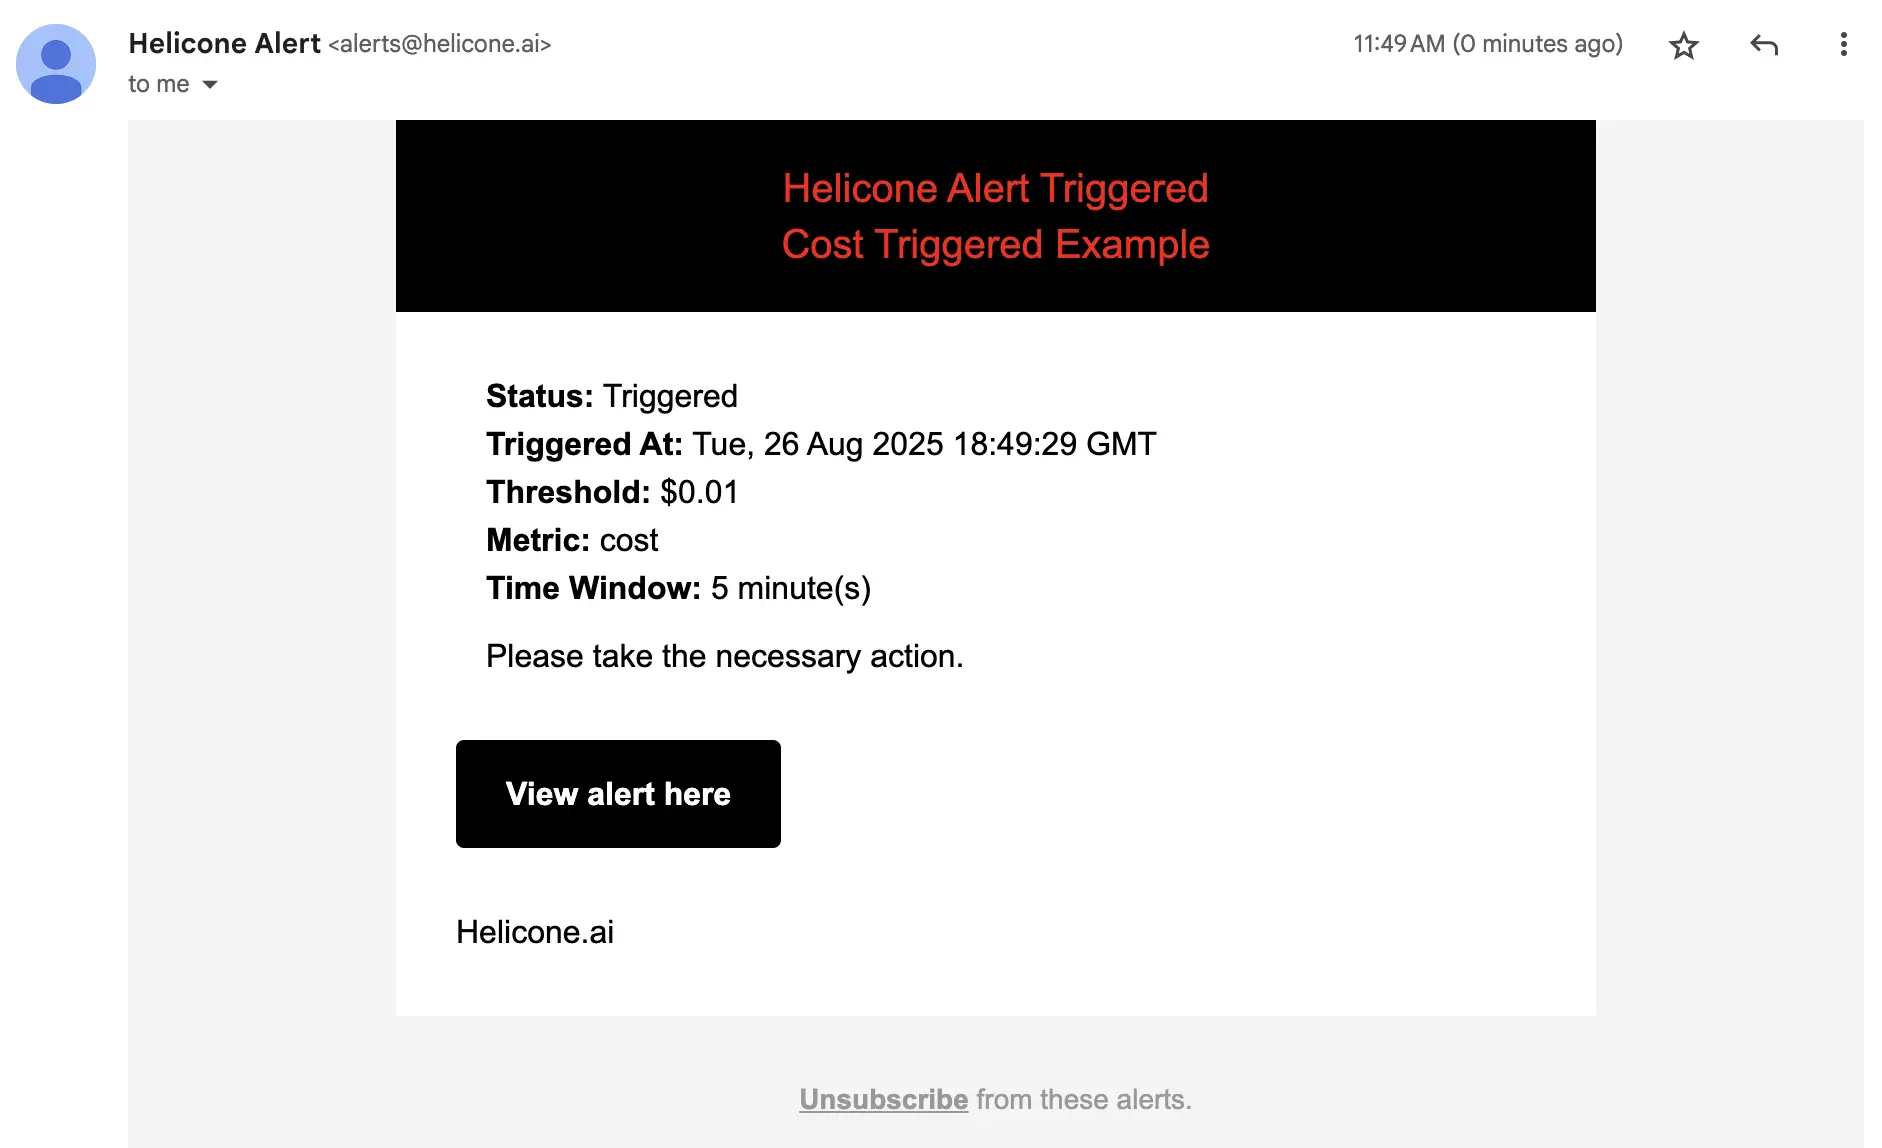 Helicone Alert <alerts@helicone.ai>
11:49 AM (0 minutes ago)
to me
Helicone Alert Triggered
Cost Triggered Example
Status: Triggered
Triggered At: Tue, 26 Aug 2025 18:49:29 GMT
Threshold: $0.01
Metric: cost
Time Window: 5 minute(s)
Please take the necessary action.
View alert here
Helicone.ai
Unsubscribe from these alerts.